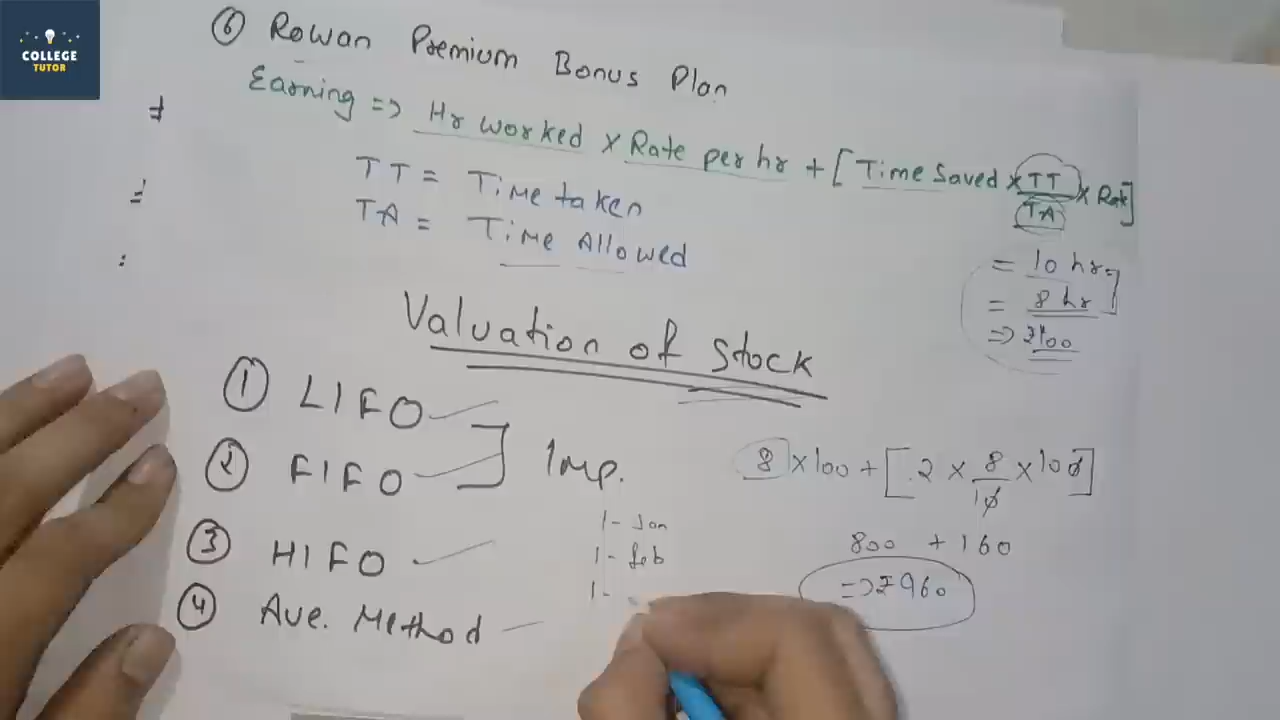 COLLEGE
TUTOR
⑥ Rowan Premium Bonus Plan
Earning => Hr worked × Rate per hr + [Time Saved × TT/TA × Rate]
TT = Time taken
TA = Time Allowed
= 10 hr
= 8 hr
=> ₹100
Valuation of Stock
① LIFO
② FIFO
Imp.
③ HIFO
④ Ave. Method
1 - Jan
1 - feb
1 -
8 × 100 + [2 × 8/10 × 100]
800 + 160
=> ₹960